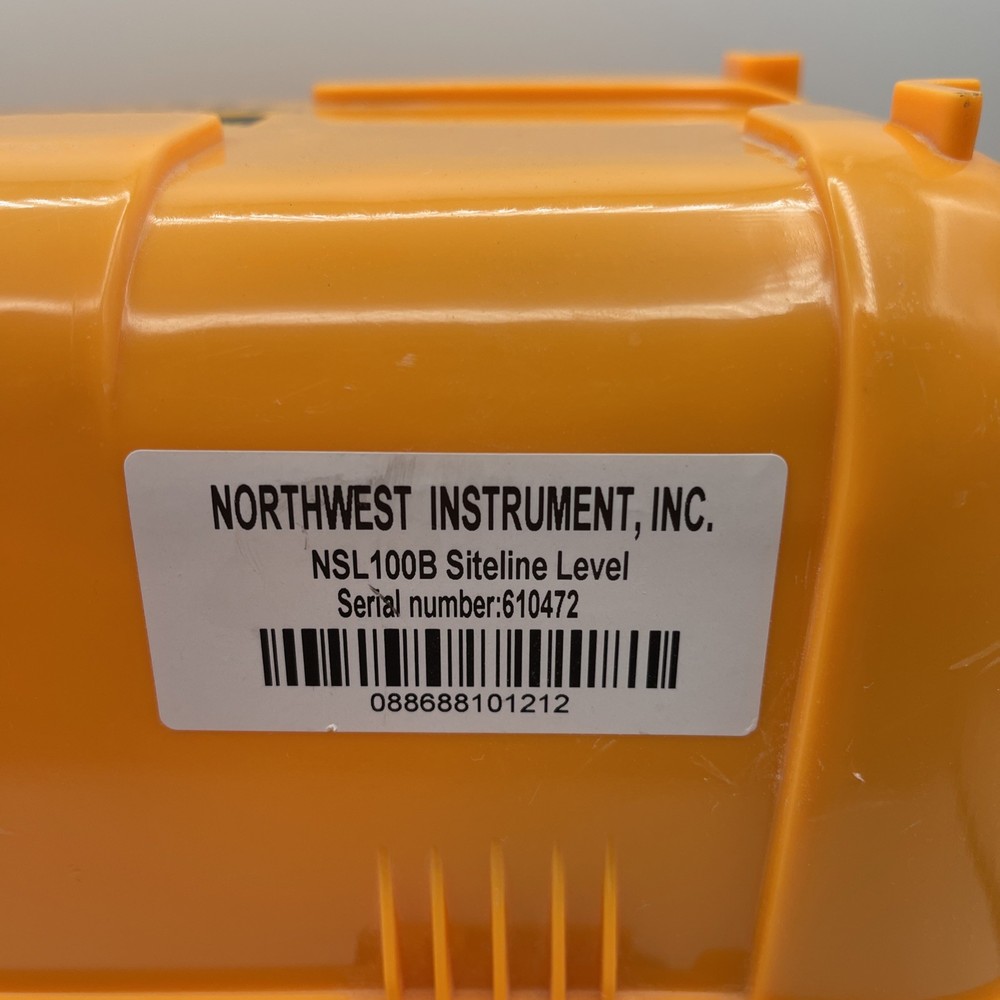 NORTHWEST INSTRUMENT, INC.
NSL100B Siteline Level
Serial number:610472
088688101212